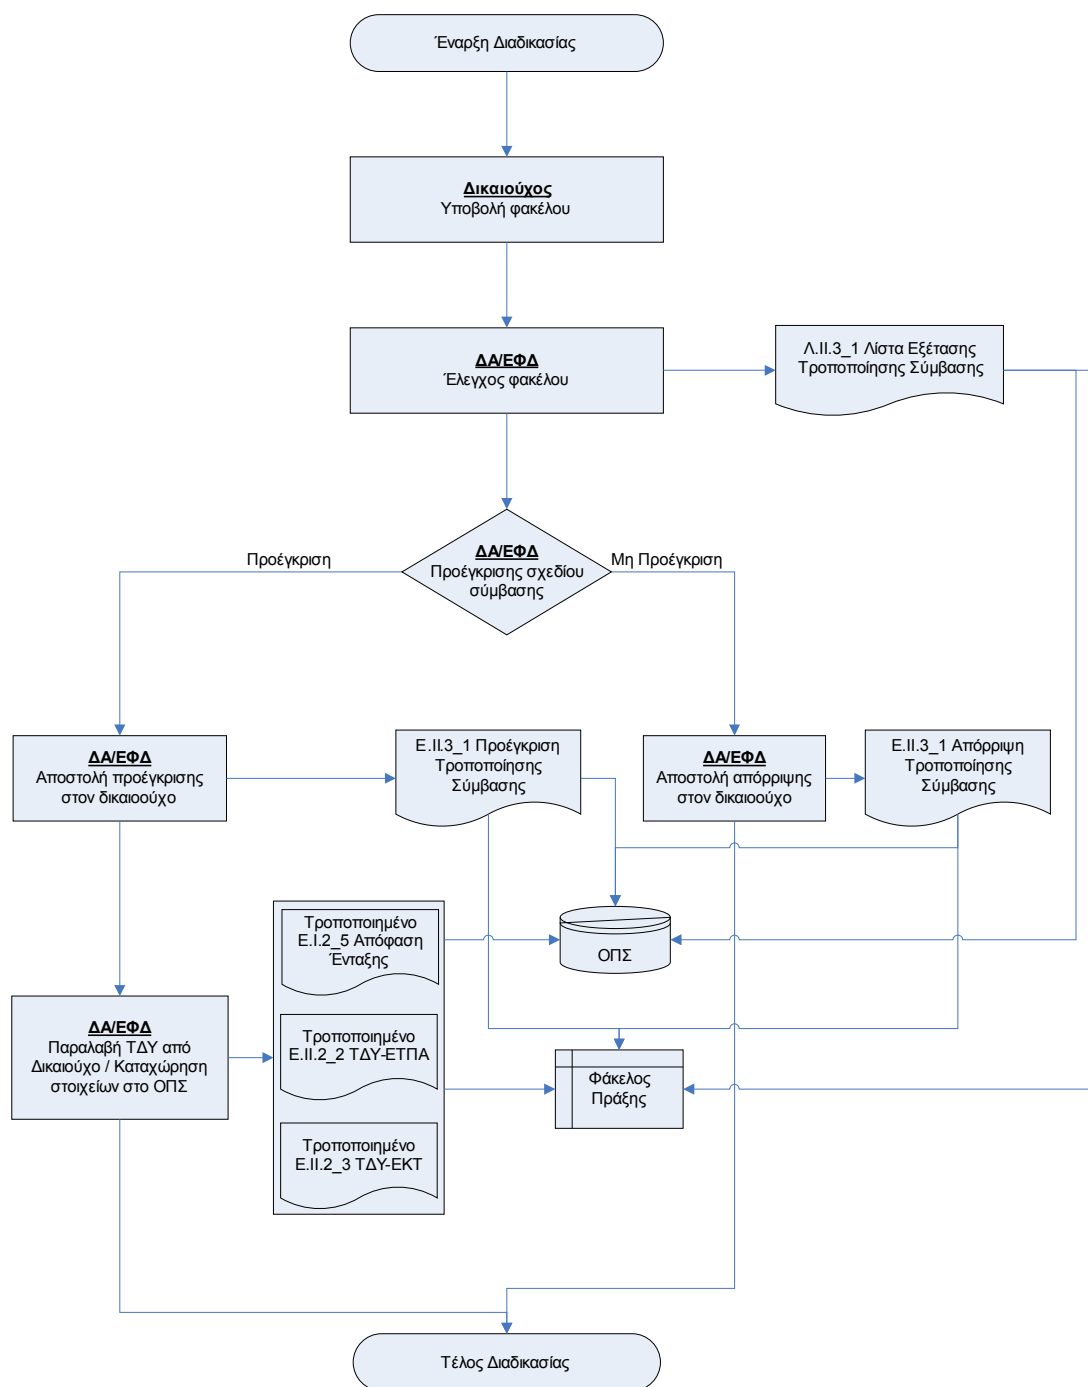 Έναρξη Διαδικασίας
Δικαιούχος
Υποβολή φακέλου
ΔΑ/ΕΦΔ
Έλεγχος φακέλου
Λ.ΙΙ.3_1 Λίστα Εξέτασης
Τροποποίησης Σύμβασης
ΔΑ/ΕΦΔ
Προέγκρισης σχεδίου
σύμβασης
Προέγκριση
Μη Προέγκριση
ΔΑ/ΕΦΔ
Αποστολή προέγκρισης
στον δικαιοούχο
Ε.ΙΙ.3_1 Προέγκριση
Τροποποίησης
Σύμβασης
ΔΑ/ΕΦΔ
Αποστολή απόρριψης
στον δικαιοούχο
Ε.ΙΙ.3_1 Απόρριψη
Τροποποίησης
Σύμβασης
Τροποποιημένο
Ε.Ι.2_5 Απόφαση
Ένταξης
ΟΠΣ
ΔΑ/ΕΦΔ
Παραλαβή ΤΔΥ από
Δικαιούχο / Καταχώρηση
στοιχείων στο ΟΠΣ
Τροποποιημένο
Ε.ΙΙ.2_2 ΤΔΥ-ΕΤΠΑ
Φάκελος
Πράξης
Τροποποιημένο
Ε.ΙΙ.2_3 ΤΔΥ-ΕΚΤ
Τέλος Διαδικασίας